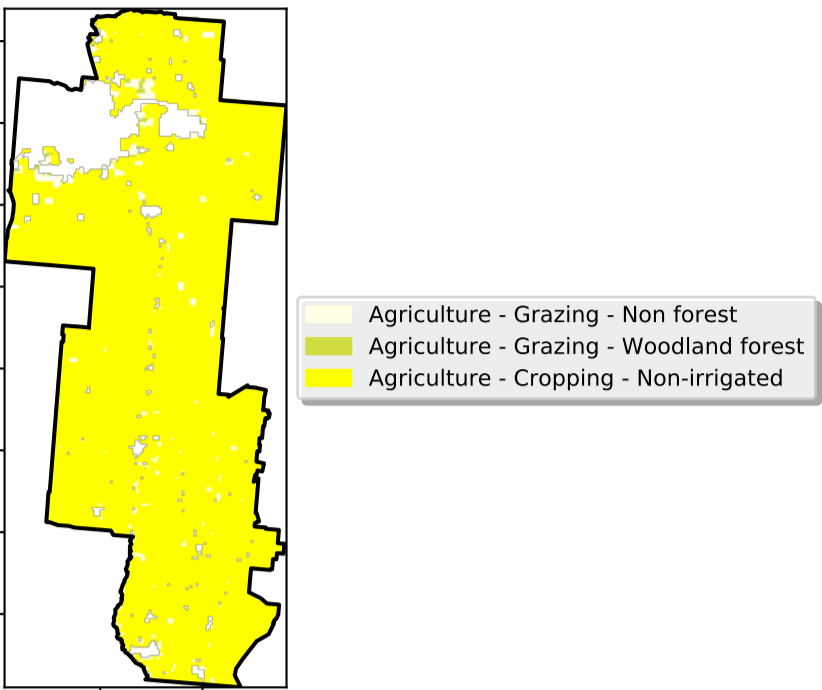 Agriculture - Grazing - Non forest
Agriculture - Grazing - Woodland forest
Agriculture - Cropping - Non-irrigated